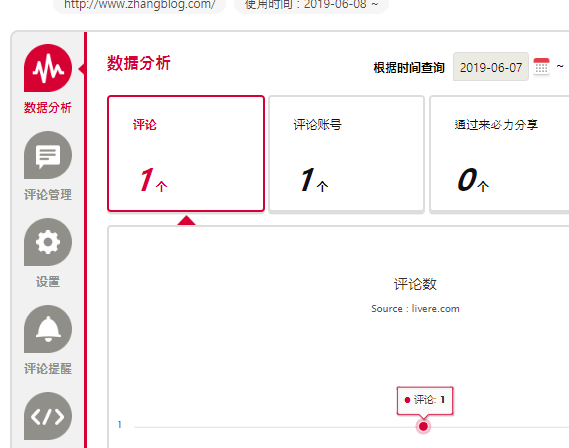 http://www.zhangblog.com/ 使用时间：2019-06-08 ~
数据分析
评论管理
设置
评论提醒
数据分析
根据时间查询 2019-06-07 ~
评论 评论账号 通过来必力分享
1个 1个 0个
评论数
Source : livere.com
评论: 1
1